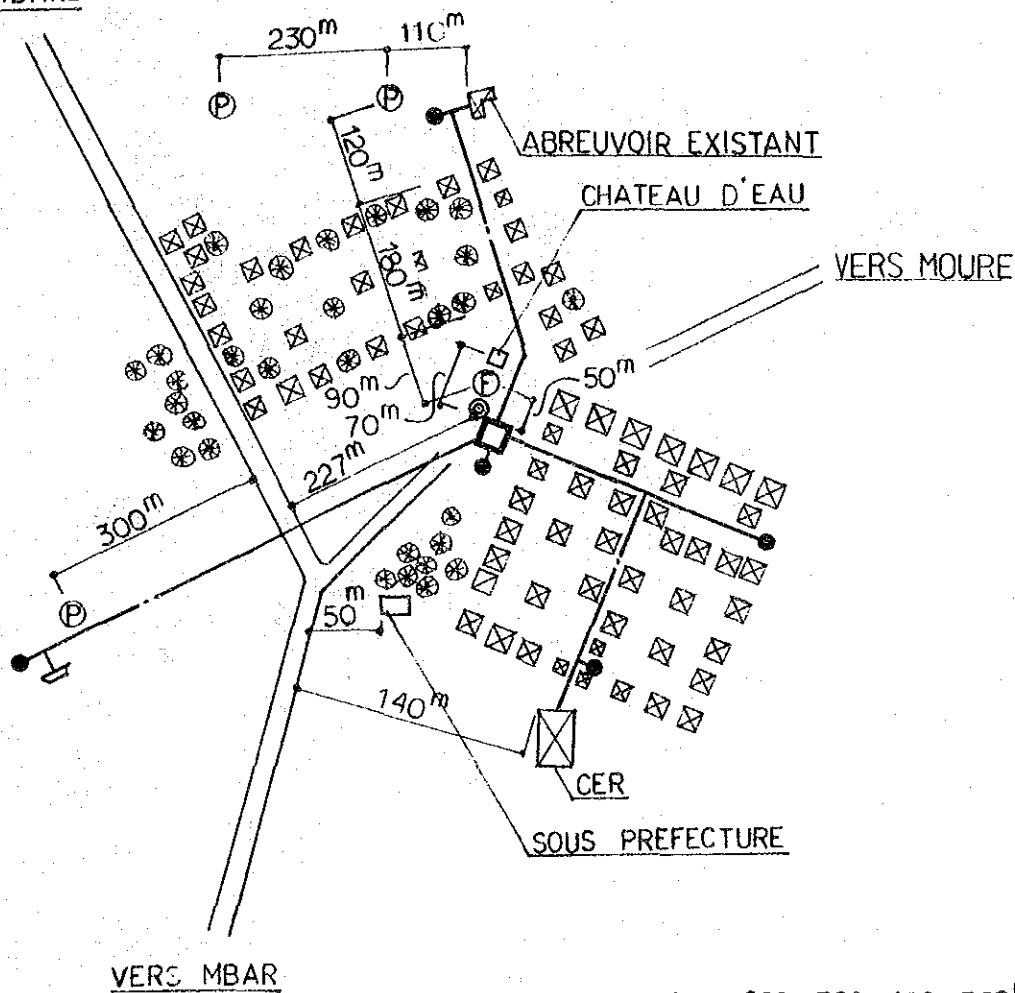 230m
110m
P
P
120m
ABREUVOIR EXISTANT
CHATEAU D'EAU
180m
VERS MOURE
90m
F
50m
70m
227m
300m
P
50m
140m
CER
SOUS PREFECTURE
VERS MBAR